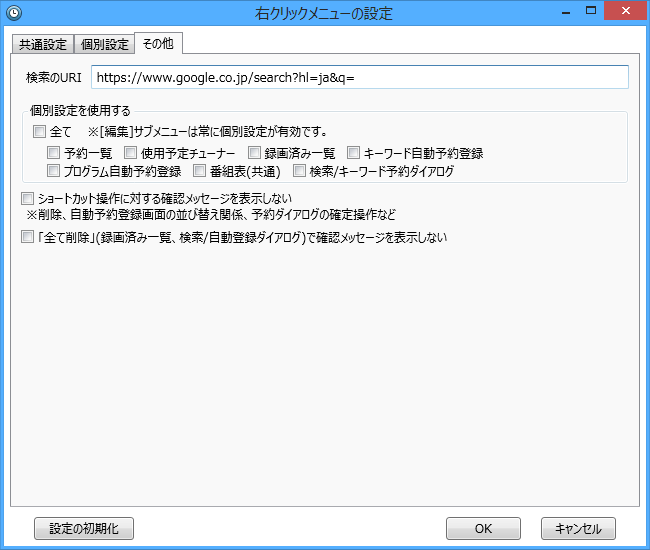 右クリックメニューの設定
共通設定 個別設定 その他
検索のURI https://www.google.co.jp/search?hl=ja&q=
個別設定を使用する
全て ※[編集]サブメニューは常に個別設定が有効です。
予約一覧 使用予定チューナー 録画済み一覧 キーワード自動予約登録
プログラム自動予約登録 番組表(共通) 検索/キーワード予約ダイアログ
ショートカット操作に対する確認メッセージを表示しない
※削除、自動予約登録画面の並び替え関係、予約ダイアログの確定操作など
「全て削除」(録画済み一覧、検索/自動登録ダイアログ)で確認メッセージを表示しない
設定の初期化 OK キャンセル